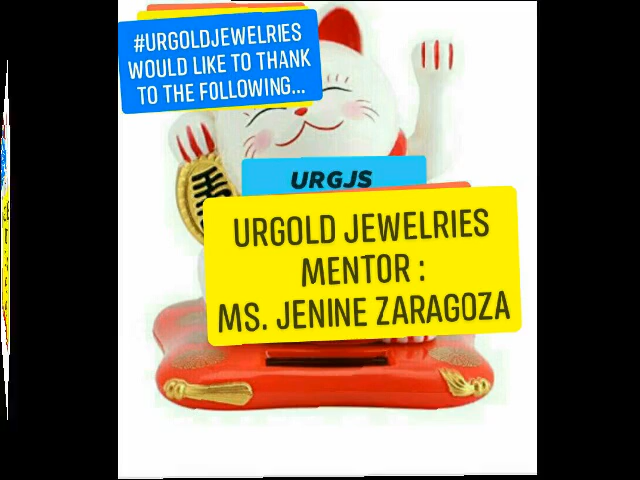 #URGOLDJEWELRIES
WOULD LIKE TO THANK
TO THE FOLLOWING...
URGJS
URGOLD JEWELRIES
MENTOR :
MS. JENINE ZARAGOZA